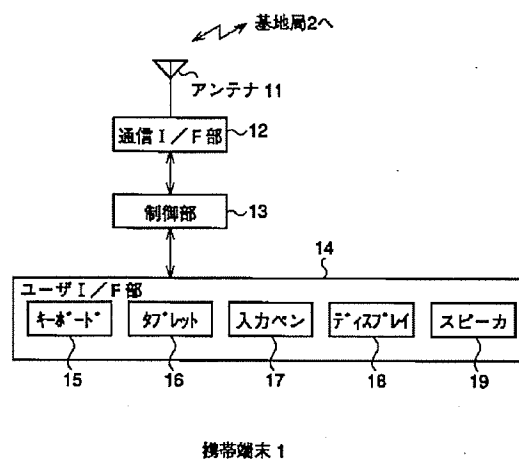 基地局2へ
アンテナ 11
通信Ⅰ／F部
12
制御部
13
14
ユーザⅠ／F部
キーボード
タブレット
入力ペン
ディスプレイ
スピーカ
15
16
17
18
19
携帯端末 1